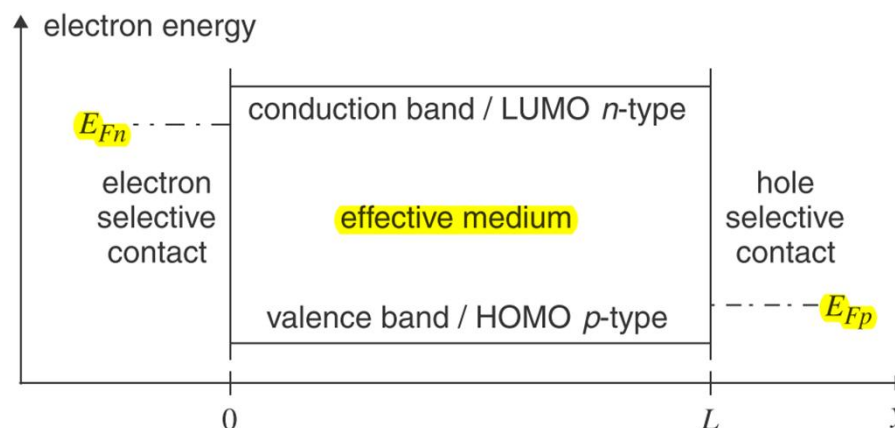 electron energy
conduction band / LUMO n-type
E_Fn
electron
selective
contact
effective medium
hole
selective
contact
E_Fp
valence band / HOMO p-type
0
L